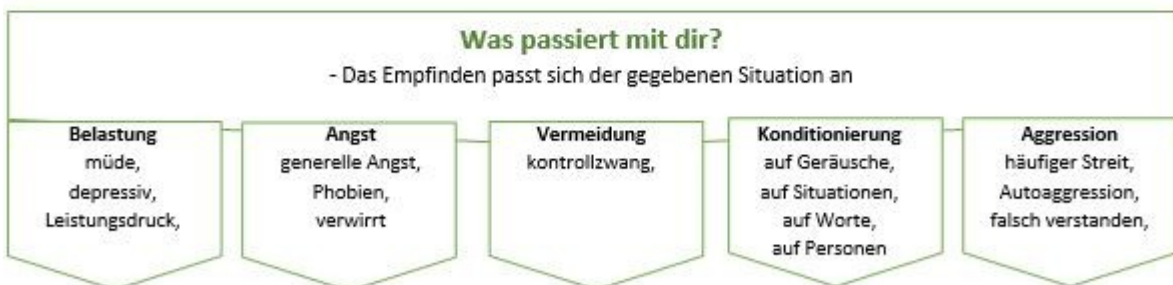 Was passiert mit dir?
- Das Empfinden passt sich der gegebenen Situation an
Belastung
müde,
depressiv,
Leistungsdruck,
Angst
generelle Angst,
Phobien,
verwirrt
Vermeidung
kontrollzwang,
Konditionierung
auf Geräusche,
auf Situationen,
auf Worte,
auf Personen
Aggression
häufiger Streit,
Autoaggression,
falsch verstanden,